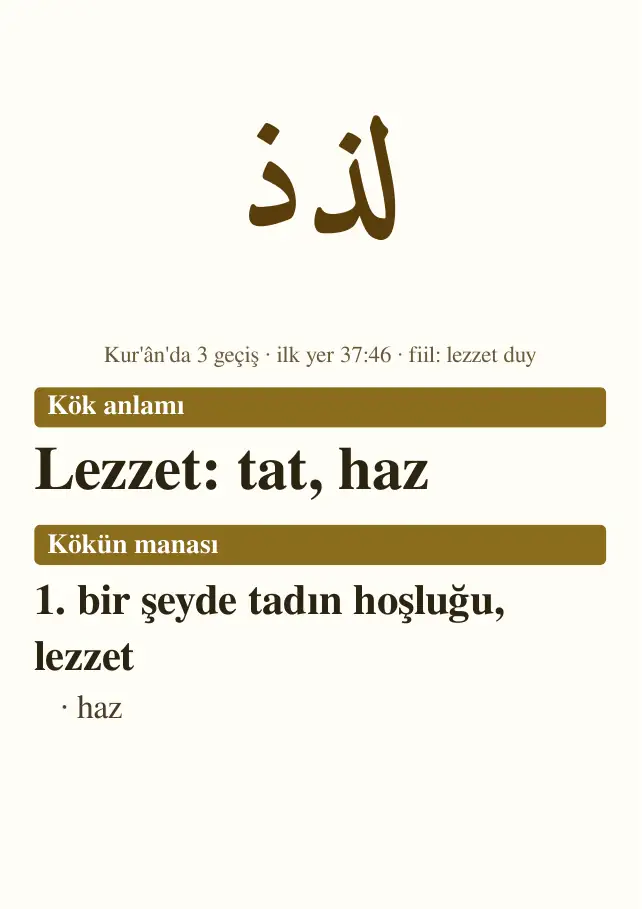 لذ ذ
Kur'ân'da 3 geçiş · ilk yer 37:46 · fiil: lezzet duy
Kök anlamı
Lezzet: tat, haz
Kökün manası
1. bir şeyde tadın hoşluğu,
lezzet
· haz